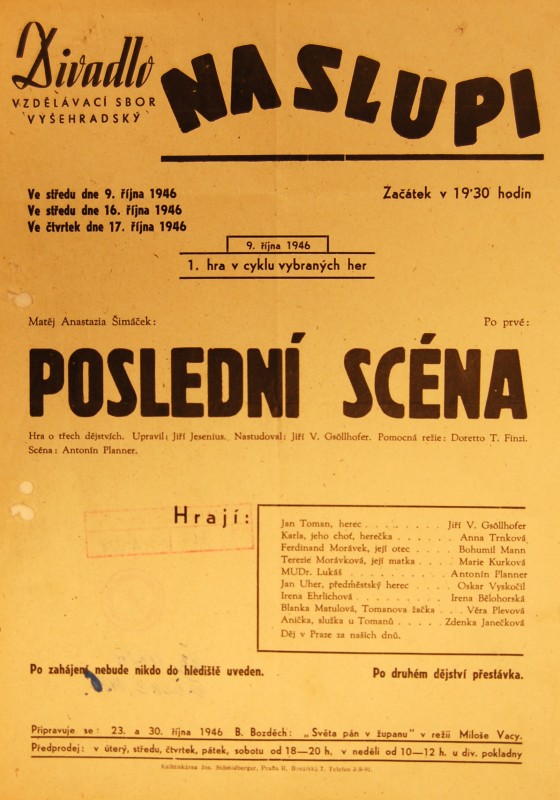 Divadlo
VZDĚLÁVACÍ SBOR
VYŠEHRADSKÝ
NA SLUPI
Ve středu dne 9. října 1946
Ve středu dne 16. října 1946
Ve čtvrtek dne 17. října 1946
Začátek v 19·30 hodin
9. října 1946
1. hra v cyklu vybraných her
Matěj Anastazia Šimáček:
Po prvé:
POSLEDNÍ SCÉNA
Hra o třech dějstvích. Upravil: Jiří Jesenius. Nastudoval: Jiří V. Gsöllhofer. Pomocná režie: Doretto T. Finzi.
Scéna: Antonín Planner.
Hrají:
Jan Toman, herec . . . . . . . . Jiří V. Gsöllhofer
Karla, jeho choť, herečka . . . . . . Anna Trnková
Ferdinand Morávek, její otec . . . . . Bohumil Mann
Terezie Morávková, její matka . . . . Marie Kurková
MUDr. Lukáš . . . . . . . . . Antonín Planner
Jan Uher, předměstský herec . . . . Oskar Vyskočil
Irena Ehrlichová . . . . . . . . Irena Bělohorská
Blanka Matulová, Tomanova žačka . . . Věra Plevová
Anička, služka u Tomanů . . . . . Zdenka Janečková
Děj v Praze za našich dnů.
Po zahájení nebude nikdo do hlediště uveden.
Po druhém dějství přestávka.
Připravuje se: 23. a 30. října 1946 B. Bozděch: „Světa pán v županu" v režii Miloše Vacy.
Předprodej: v úterý, středu, čtvrtek, pátek, sobotu od 18—20 h. v neděli od 10—12 h. u div. pokladny
Knihtiskárna Jos. Schmidberger, Praha II,